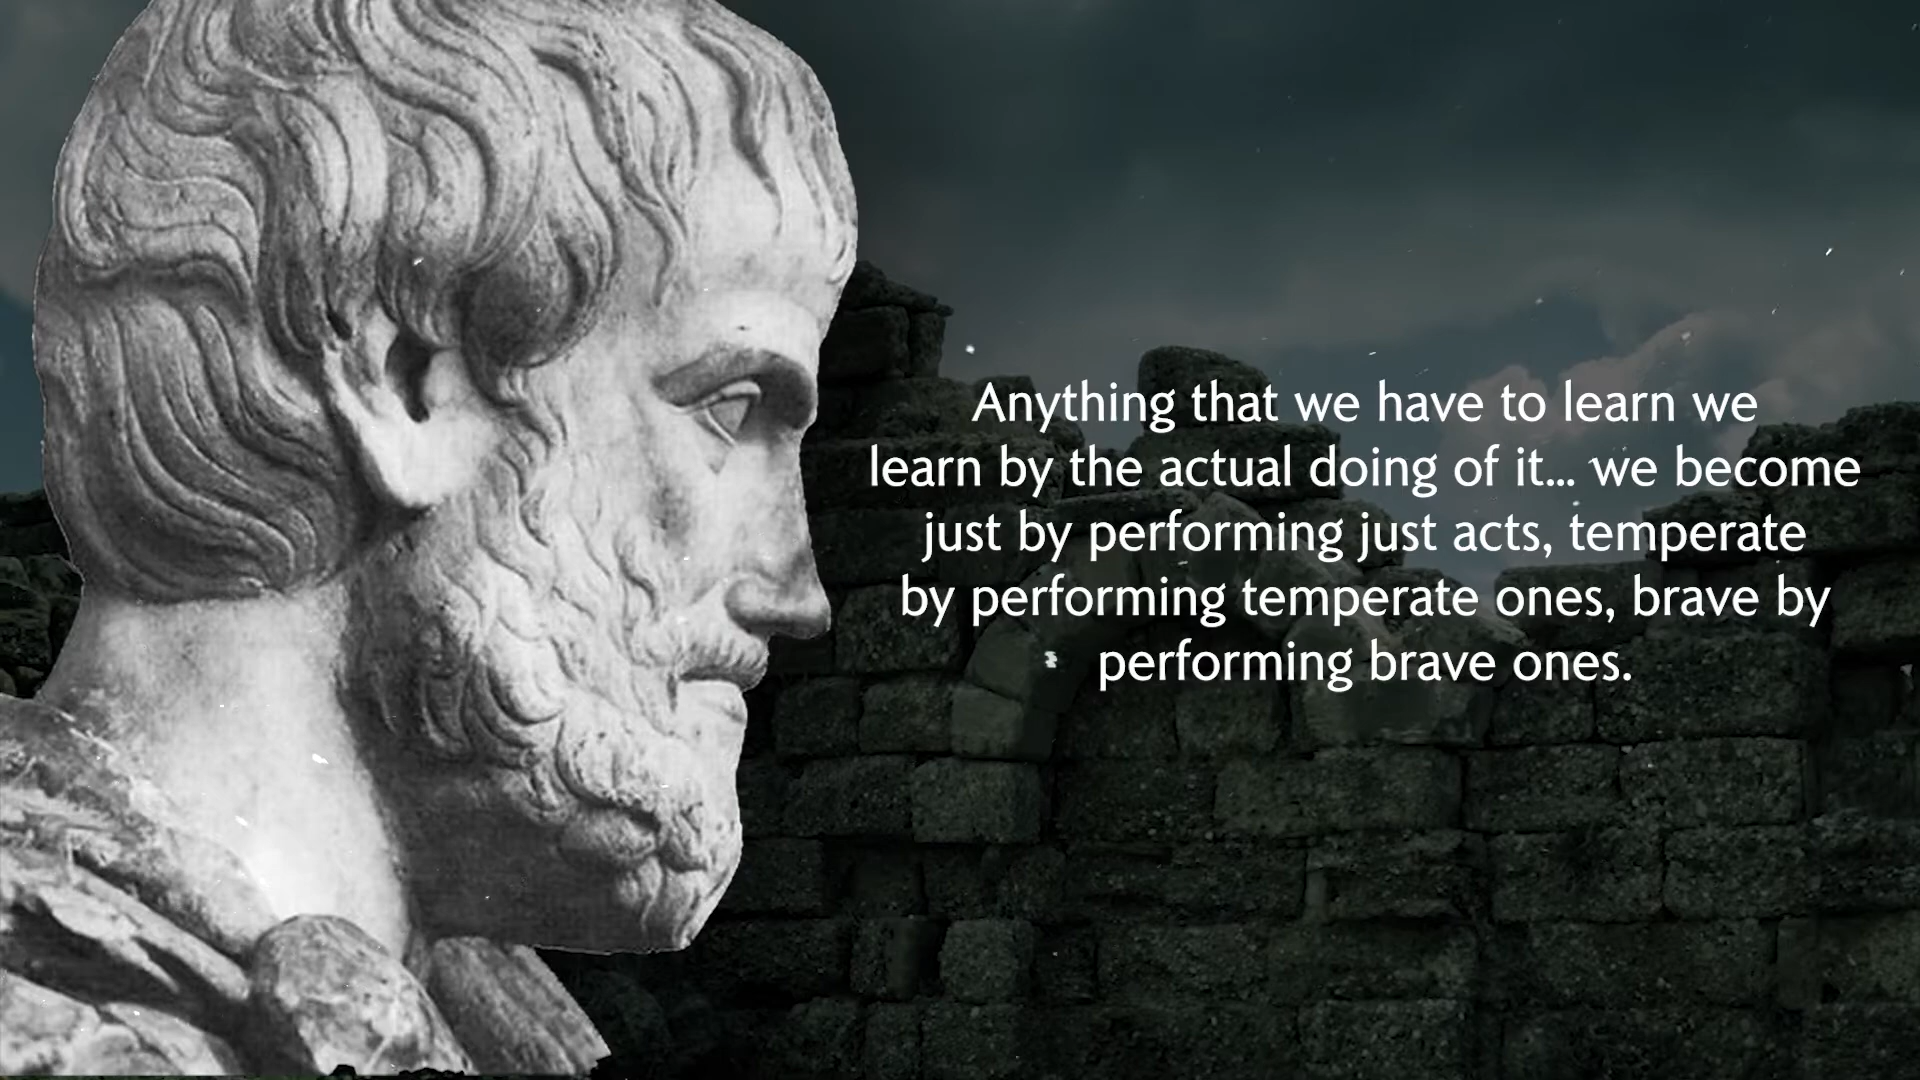 Anything that we have to learn we
learn by the actual doing of it... we become
just by performing just acts, temperate
by performing temperate ones, brave by
performing brave ones.